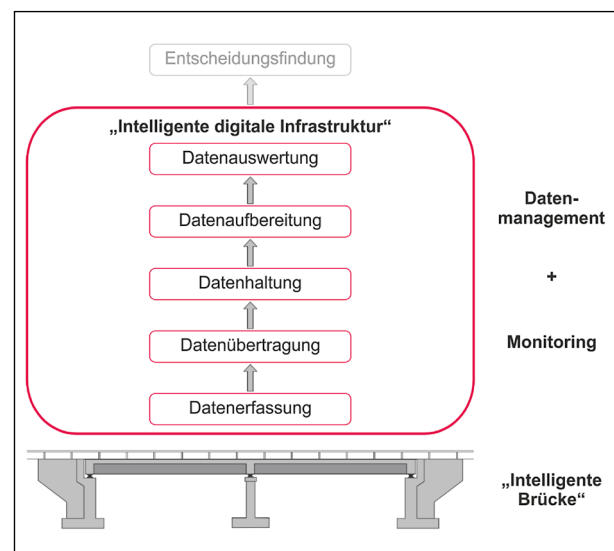 Entscheidungsfindung
„Intelligente digitale Infrastruktur“
Datenauswertung
Datenaufbereitung
Datenhaltung
Datenübertragung
Datenerfassung
Daten-
management
+
Monitoring
„Intelligente
Brücke“